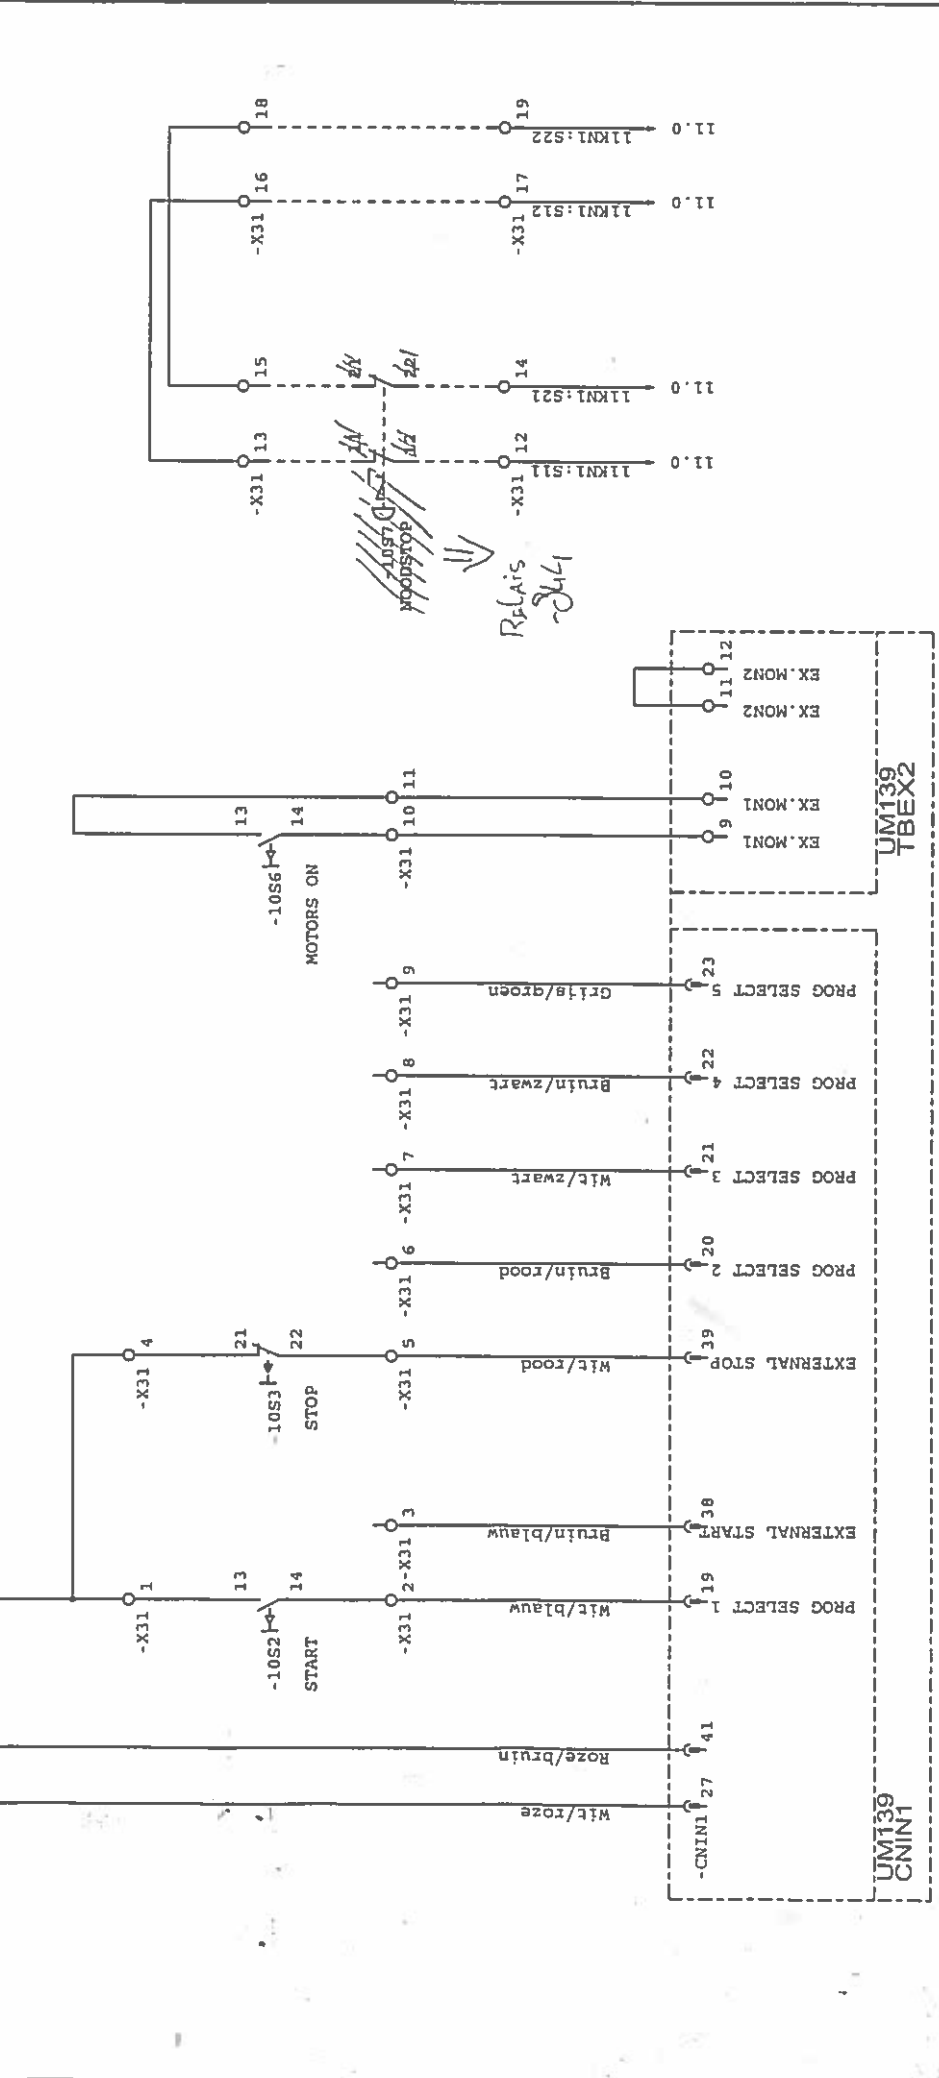 -CNIN1
27
Wit/roze
41
Roze/bruin
-X31
1
13
-10S2
14
START
-X31
2
Wit/blauw
19
PROG SELECT 1
-X31
3
Bruin/blauw
38
EXTERNAL START
-X31
4
21
-10S3
22
STOP
-X31
5
Wit/rood
39
EXTERNAL STOP
-X31
6
Bruin/rood
20
PROG SELECT 2
-X31
7
Wit/zwart
21
PROG SELECT 3
-X31
8
Bruin/zwart
22
PROG SELECT 4
-X31
9
Grijs/groen
23
PROG SELECT 5
UM139
CNIN1
13
-10S6
14
MOTORS ON
-X31
10
11
9
EX.MON1
10
EX.MON1
11
EX.MON2
12
EX.MON2
UM139
TBEX2
NOODSTOP
RELAIS
-X31
13
11
12
-X31
12
11KN1:S11
11.0
15
21
22
14
11KN1:S21
11.0
-X31
16
-X31
17
11KN1:S12
11.0
18
19
11KN1:S22
11.0